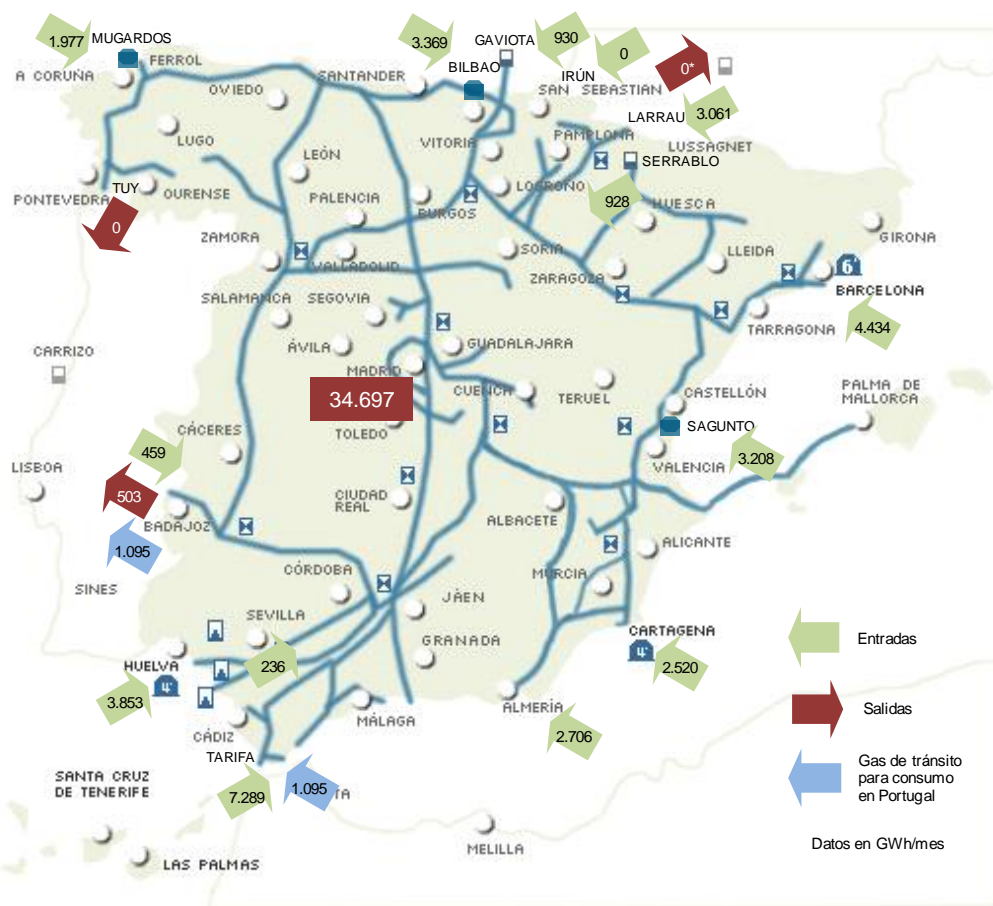 1.977
MUGARDOS
FERROL
A CORUÑA
3.369
GAVIOTA
930
0
0*
BILBAO
IRÚN
SANTANDER
SAN SEBASTIAN
OVIEDO
LARRAU
3.061
LUGO
VITORIA
PAMPLONA
LUSSAGNET
LEÓN
SERRABLO
PONTEVEDRA
TUY
OURENSE
PALENCIA
BURGOS
LOGROÑO
928
HUESCA
0
ZAMORA
VALLADOLID
SORIA
ZARAGOZA
LLEIDA
GIRONA
6
BARCELONA
SALAMANCA
SEGOVIA
TARRAGONA
4.434
CARRIZO
ÁVILA
GUADALAJARA
MADRID
CUENCA
TERUEL
CASTELLÓN
PALMA DE
MALLORCA
34.697
TOLEDO
CÁCERES
SAGUNTO
459
LISBOA
VALENCIA
3.208
503
CIUDAD
REAL
BADAJOZ
ALBACETE
1.095
ALICANTE
SINES
CÓRDOBA
MURCIA
JÁEN
SEVILLA
GRANADA
CARTAGENA
4
Entradas
HUELVA
4
236
2.520
3.853
ALMERÍA
MÁLAGA
CÁDIZ
2.706
Salidas
TARIFA
7.289
1.095
TA
Gas de tránsito
para consumo
en Portugal
SANTA CRUZ
DE TENERIFE
MELILLA
Datos en GWh/mes
LAS PALMAS